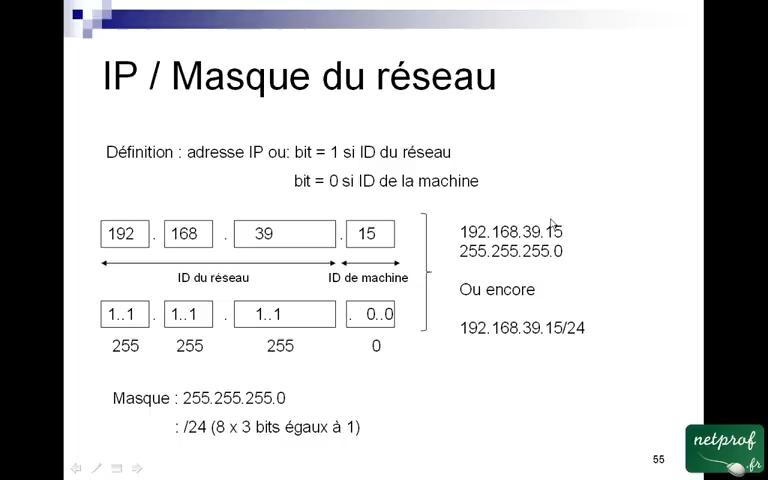 IP / Masque du réseau
Définition : adresse IP ou: bit = 1 si ID du réseau
bit = 0 si ID de la machine
192 . 168 . 39 . 15
ID du réseau ID de machine
1..1 . 1..1 . 1..1 . 0..0
255 255 255 0
192.168.39.15
255.255.255.0
Ou encore
192.168.39.15/24
Masque : 255.255.255.0
: /24 (8 x 3 bits égaux à 1)
55
netprof
.fr